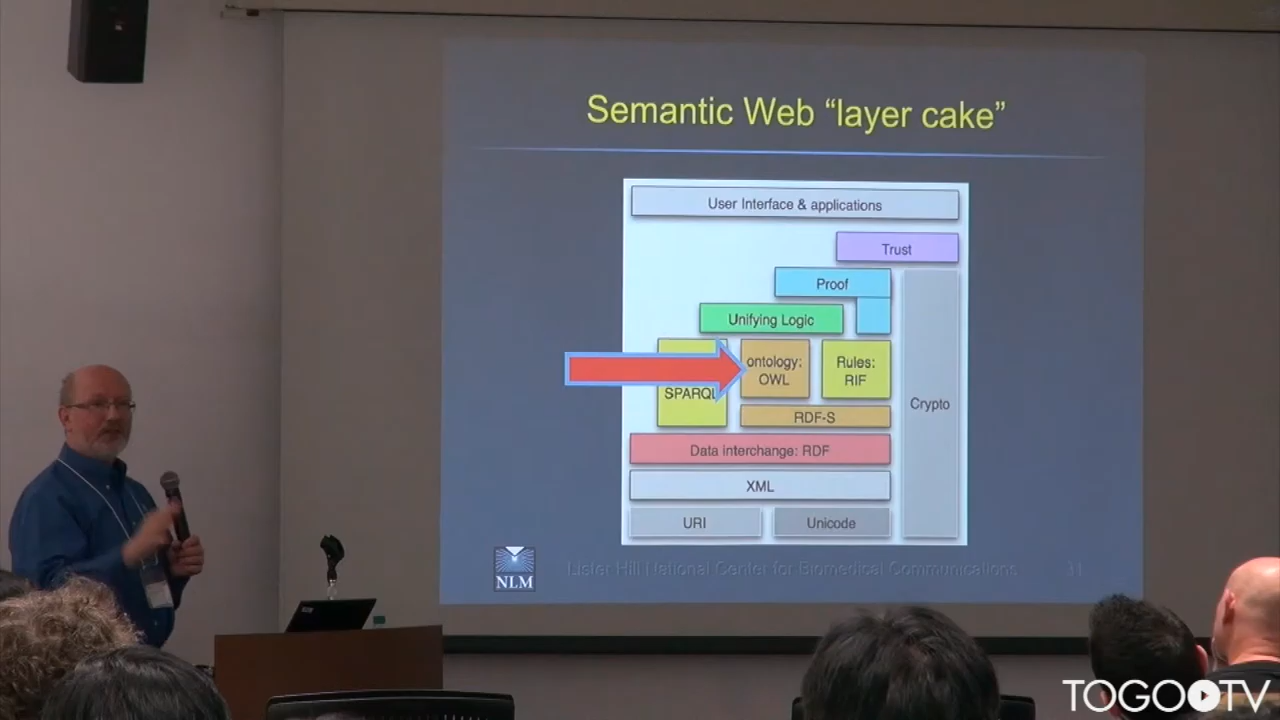 Semantic Web “layer cake”
User Interface & applications
Trust
Proof
Unifying Logic
ontology:
OWL
Rules:
RIF
SPARQL
Crypto
RDF-S
Data interchange: RDF
XML
URI
Unicode
NLM
Lister Hill National Center for Biomedical Communications
31
TOGOTV